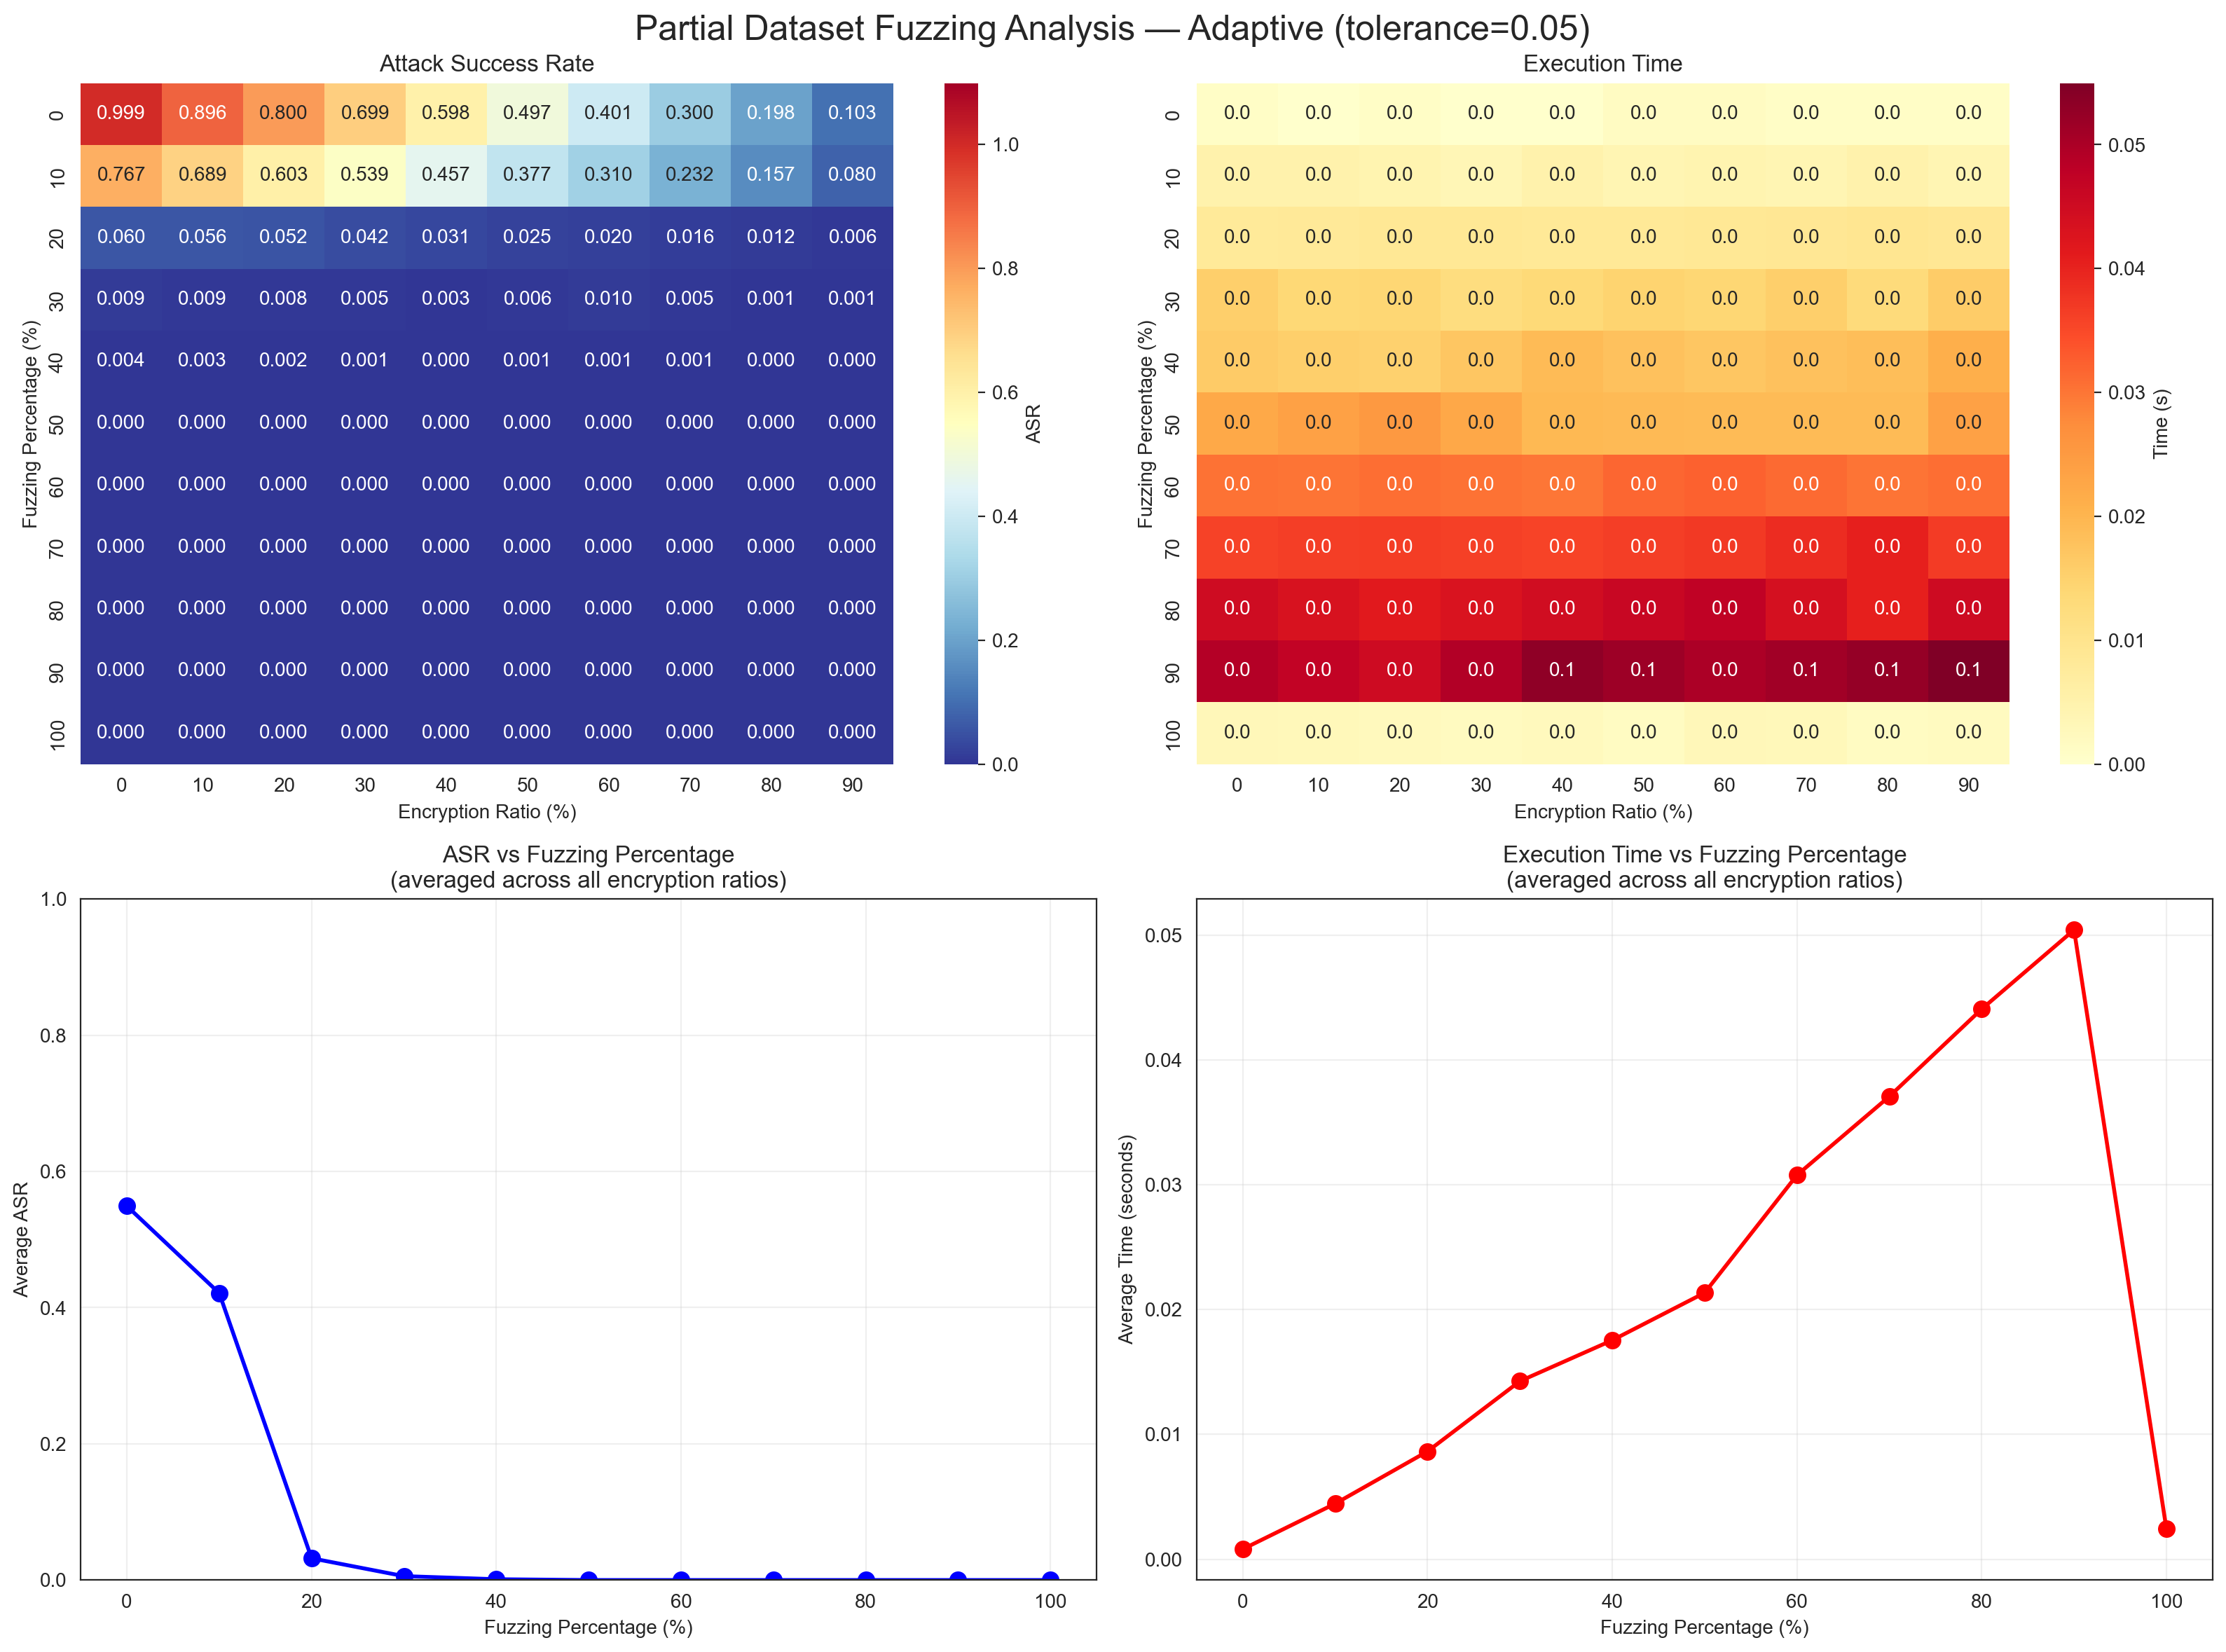 Partial Dataset Fuzzing Analysis — Adaptive (tolerance=0.05)
Attack Success Rate
0 0.999 0.896 0.800 0.699 0.598 0.497 0.401 0.300 0.198 0.103
10 0.767 0.689 0.603 0.539 0.457 0.377 0.310 0.232 0.157 0.080
20 0.060 0.056 0.052 0.042 0.031 0.025 0.020 0.016 0.012 0.006
30 0.009 0.009 0.008 0.005 0.003 0.006 0.010 0.005 0.001 0.001
40 0.004 0.003 0.002 0.001 0.000 0.001 0.001 0.001 0.000 0.000
50 0.000 0.000 0.000 0.000 0.000 0.000 0.000 0.000 0.000 0.000
60 0.000 0.000 0.000 0.000 0.000 0.000 0.000 0.000 0.000 0.000
70 0.000 0.000 0.000 0.000 0.000 0.000 0.000 0.000 0.000 0.000
80 0.000 0.000 0.000 0.000 0.000 0.000 0.000 0.000 0.000 0.000
90 0.000 0.000 0.000 0.000 0.000 0.000 0.000 0.000 0.000 0.000
100 0.000 0.000 0.000 0.000 0.000 0.000 0.000 0.000 0.000 0.000
0 10 20 30 40 50 60 70 80 90
Encryption Ratio (%)
Fuzzing Percentage (%)
1.0
0.8
0.6
0.4
0.2
0.0
ASR
Execution Time
0 0.0 0.0 0.0 0.0 0.0 0.0 0.0 0.0 0.0 0.0
10 0.0 0.0 0.0 0.0 0.0 0.0 0.0 0.0 0.0 0.0
20 0.0 0.0 0.0 0.0 0.0 0.0 0.0 0.0 0.0 0.0
30 0.0 0.0 0.0 0.0 0.0 0.0 0.0 0.0 0.0 0.0
40 0.0 0.0 0.0 0.0 0.0 0.0 0.0 0.0 0.0 0.0
50 0.0 0.0 0.0 0.0 0.0 0.0 0.0 0.0 0.0 0.0
60 0.0 0.0 0.0 0.0 0.0 0.0 0.0 0.0 0.0 0.0
70 0.0 0.0 0.0 0.0 0.0 0.0 0.0 0.0 0.0 0.0
80 0.0 0.0 0.0 0.0 0.0 0.0 0.0 0.0 0.0 0.0
90 0.0 0.0 0.0 0.0 0.1 0.1 0.0 0.1 0.1 0.1
100 0.0 0.0 0.0 0.0 0.0 0.0 0.0 0.0 0.0 0.0
0 10 20 30 40 50 60 70 80 90
Encryption Ratio (%)
Fuzzing Percentage (%)
0.05
0.04
0.03
0.02
0.01
0.00
Time (s)
ASR vs Fuzzing Percentage
(averaged across all encryption ratios)
1.0
0.8
0.6
0.4
0.2
0.0
Average ASR
0 20 40 60 80 100
Fuzzing Percentage (%)
Execution Time vs Fuzzing Percentage
(averaged across all encryption ratios)
0.05
0.04
0.03
0.02
0.01
0.00
Average Time (seconds)
0 20 40 60 80 100
Fuzzing Percentage (%)